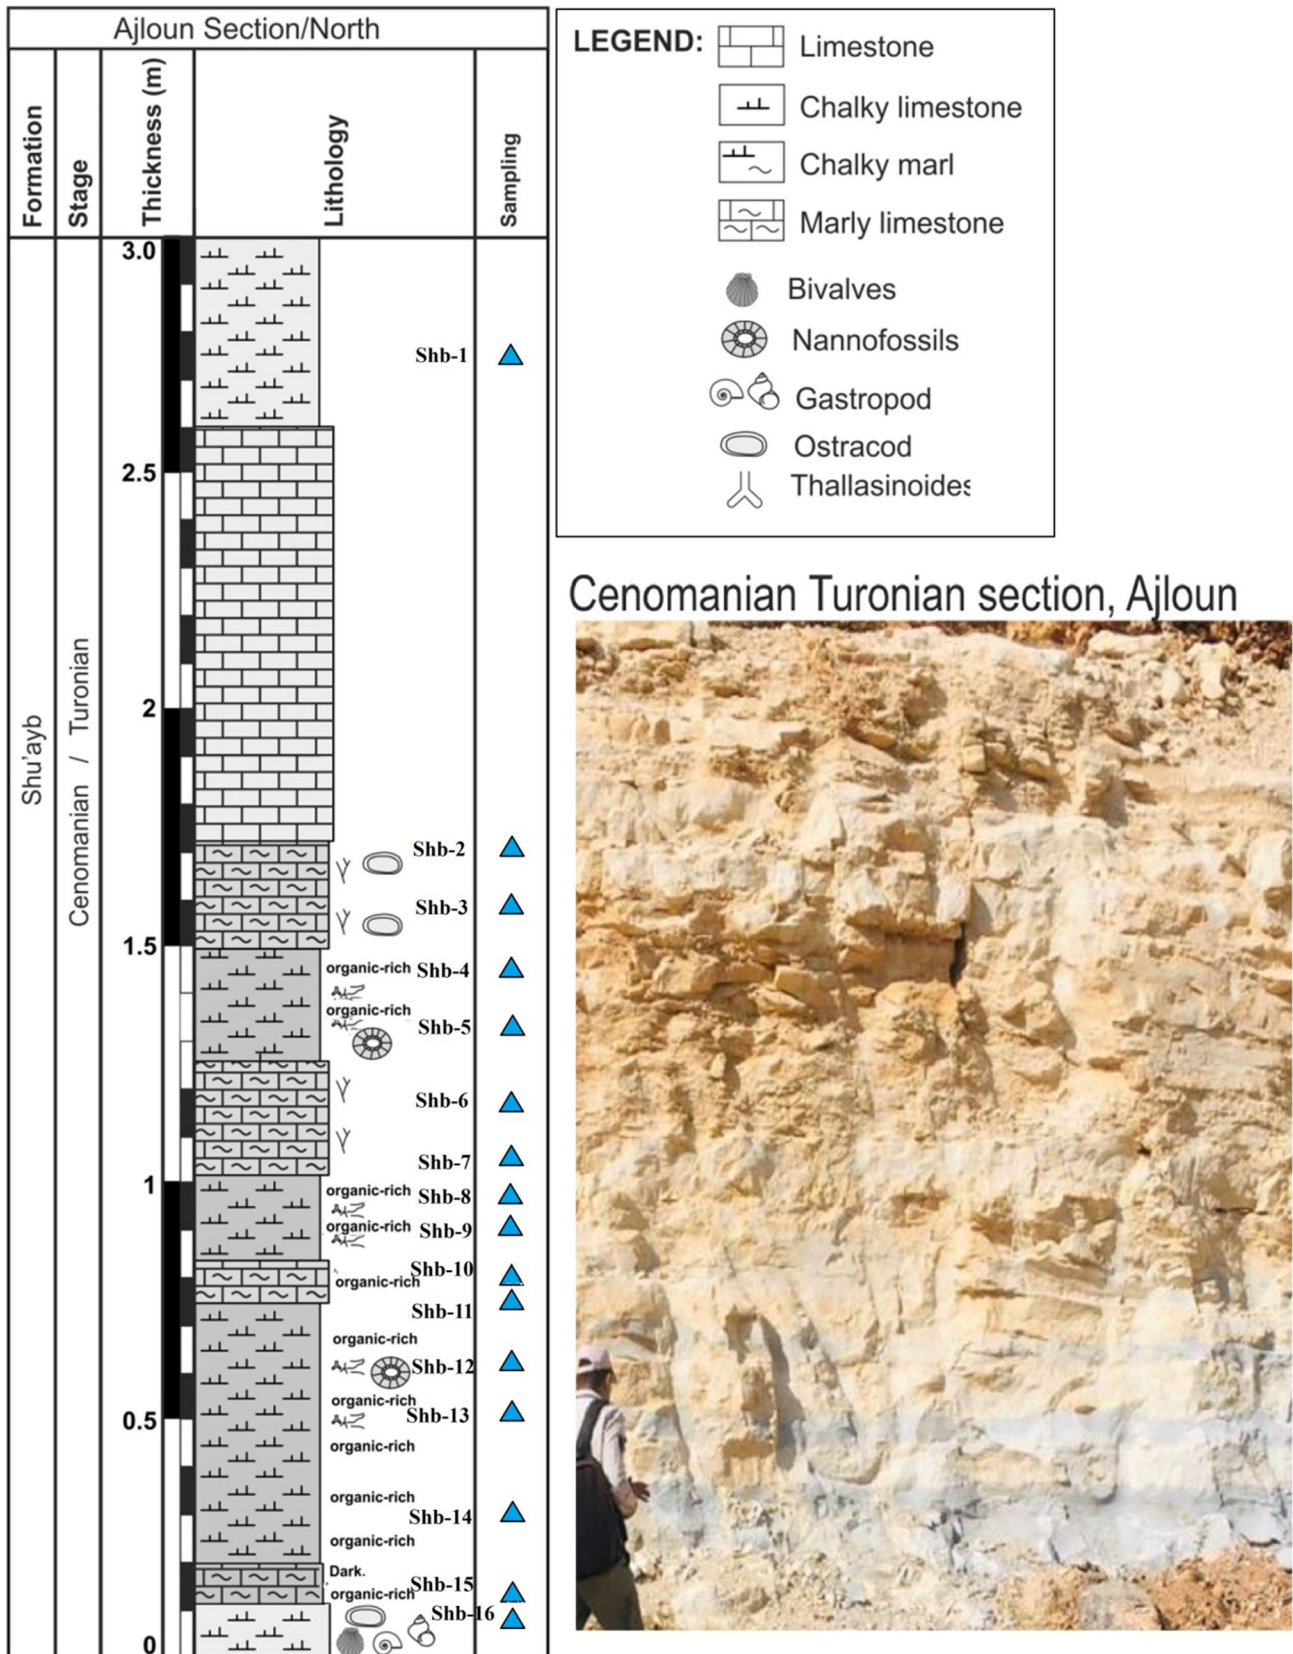 Ajloun Section/North
Formation
Stage
Thickness (m)
Lithology
Sampling
LEGEND:
Limestone
Chalky limestone
Chalky marl
Marly limestone
Bivalves
Nannofossils
Gastropod
Ostracod
Thallasinoides
Cenomanian Turonian section, Ajloun
Shu'ayb
Cenomanian / Turonian
3.0
Shb-1
2.5
2
Shb-2
Shb-3
1.5
organic-rich Shb-4
organic-rich
Shb-5
Shb-6
Shb-7
1
organic-rich
Shb-8
organic-rich
Shb-9
Shb-10
organic-rich
Shb-11
organic-rich
Shb-12
organic-rich
Shb-13
0.5
organic-rich
organic-rich
Shb-14
organic-rich
Dark.
Shb-15
organic-rich
Shb-16
0